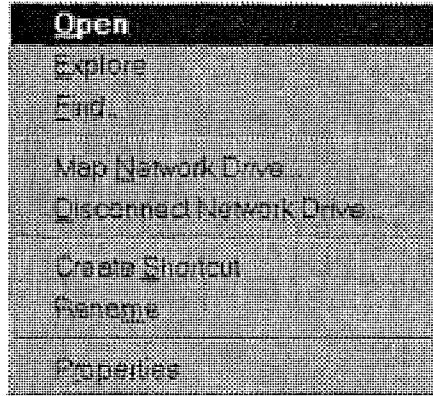 Open
Explore
Find...
Map Network Drive...
Disconnect Network Drive...
Create Shortcut
Rename
Properties